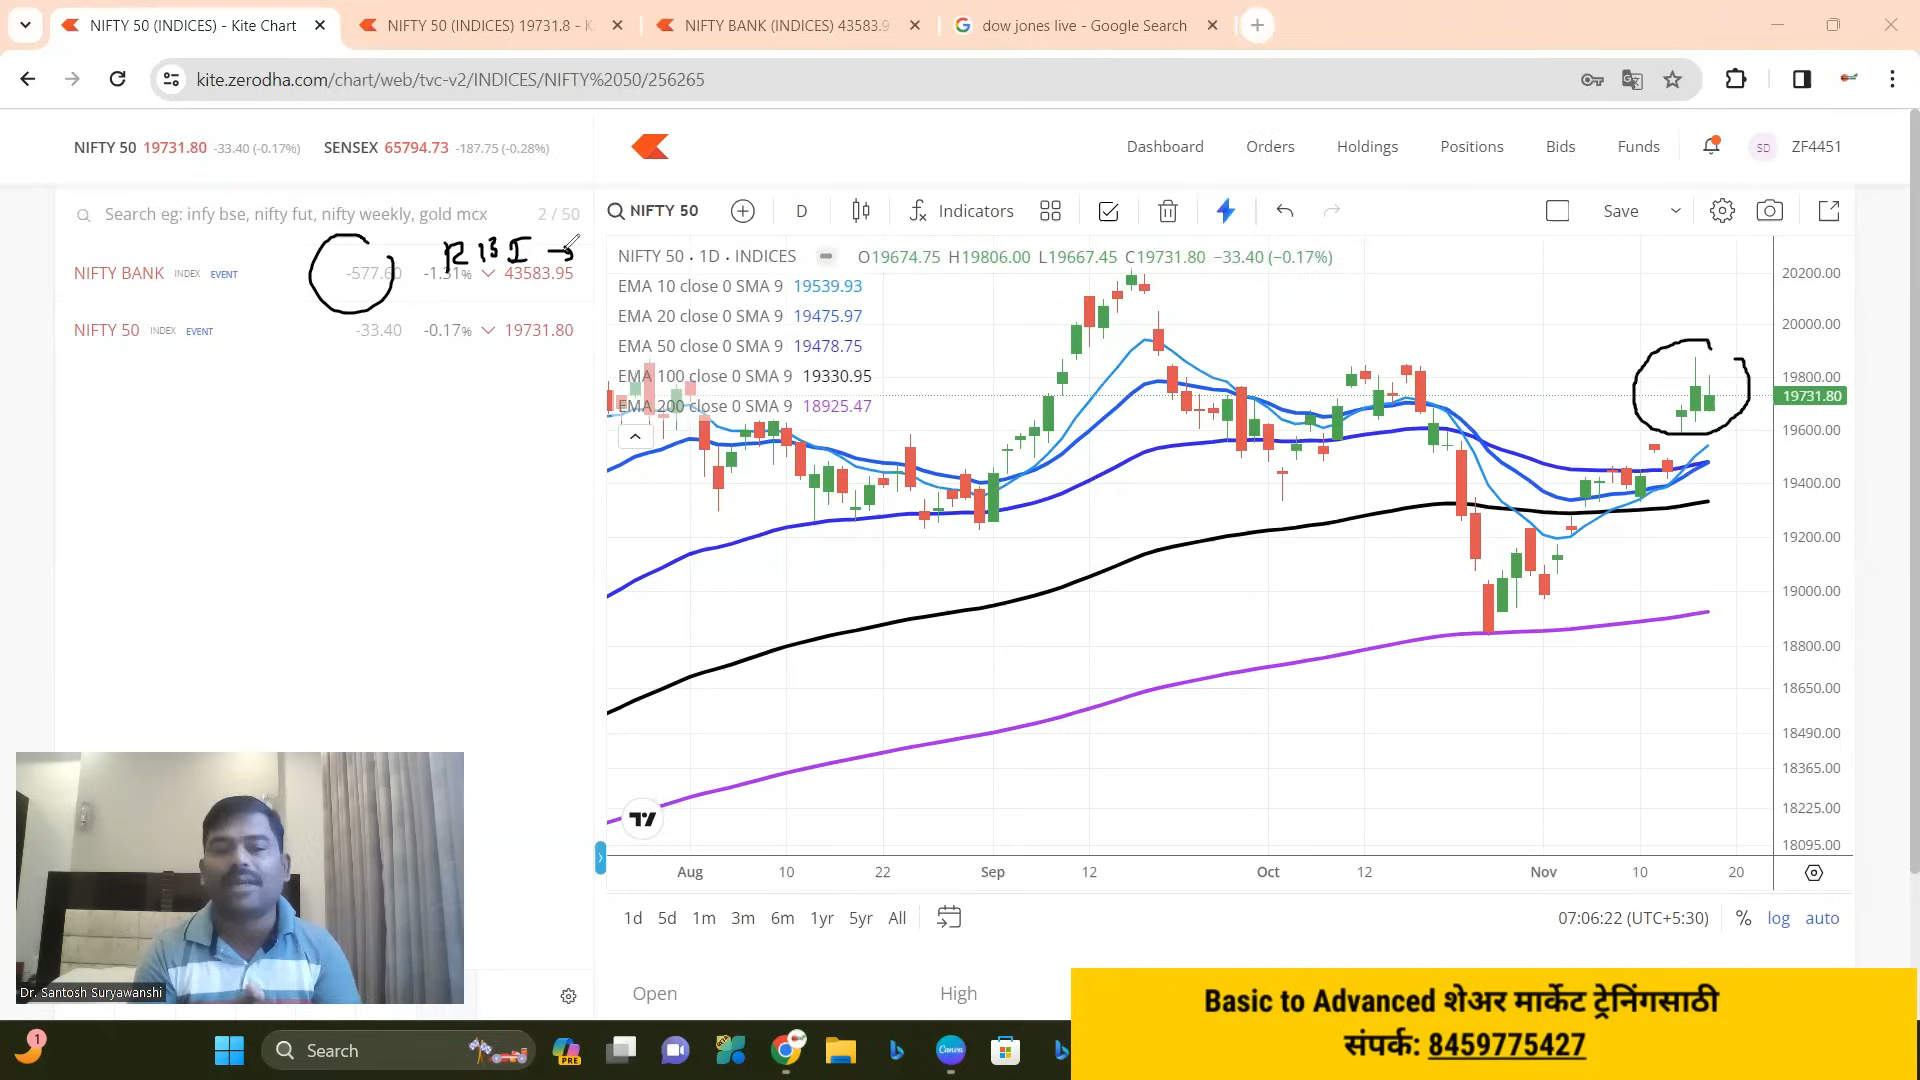 NIFTY 50 (INDICES) - Kite Chart
NIFTY 50 (INDICES) 19731.8 - K
NIFTY BANK (INDICES) 43583.9
dow jones live - Google Search
kite.zerodha.com/chart/web/tvc-v2/INDICES/NIFTY%2050/256265
NIFTY 50 19731.80 -33.40 (-0.17%) SENSEX 65794.73 -187.75 (-0.28%)
Dashboard Orders Holdings Positions Bids Funds SD ZF4451
Search eg: infy bse, nifty fut, nifty weekly, gold mcx 2 / 50
RBI →
NIFTY BANK INDEX EVENT -577.60 -1.31% 43583.95
NIFTY 50 INDEX EVENT -33.40 -0.17% 19731.80
NIFTY 50 D Indicators Save
NIFTY 50 · 1D · INDICES O19674.75 H19806.00 L19667.45 C19731.80 −33.40 (−0.17%)
EMA 10 close 0 SMA 9 19539.93
EMA 20 close 0 SMA 9 19475.97
EMA 50 close 0 SMA 9 19478.75
EMA 100 close 0 SMA 9 19330.95
EMA 200 close 0 SMA 9 18925.47
20200.00
20000.00
19800.00
19731.80
19600.00
19400.00
19200.00
19000.00
18800.00
18650.00
18490.00
18365.00
18225.00
18095.00
Aug 10 22 Sep 12 Oct 12 Nov 10 20
1d 5d 1m 3m 6m 1yr 5yr All 07:06:22 (UTC+5:30) % log auto
Open High
Dr. Santosh Suryawanshi
Basic to Advanced शेअर मार्केट ट्रेनिंगसाठी
संपर्क: 8459775427
1
Search
PRE
Canva